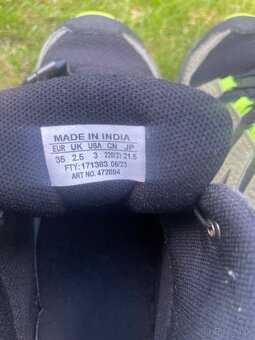 MADE IN INDIA
EUR UK USA CN JP
35 2.5 3 220(2) 21.5
FTY:171383 06/23
ART NO.472894